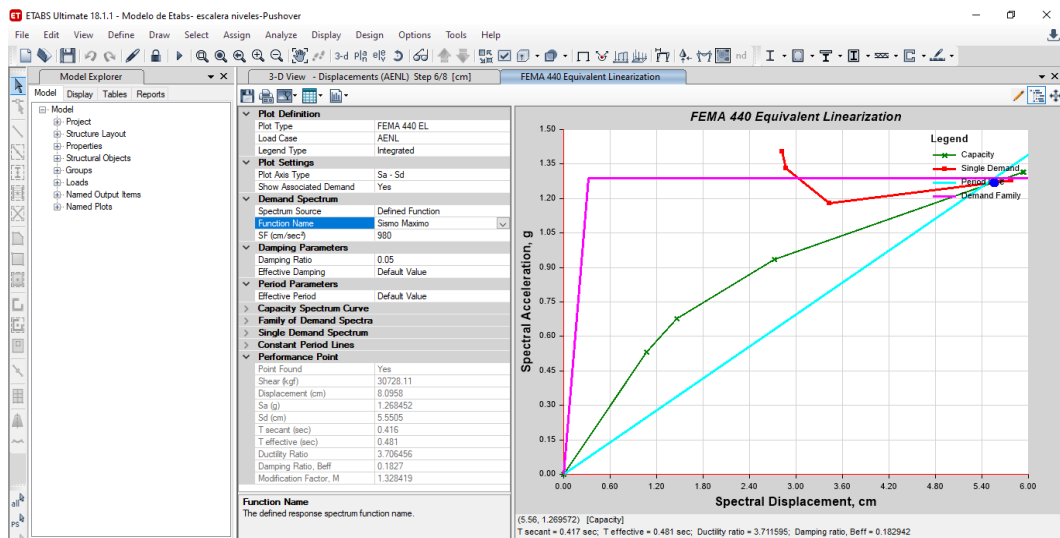 ETABS Ultimate 18.1.1 - Modelo de Etabs- escalera niveles-Pushover
File Edit View Define Draw Select Assign Analyze Display Design Options Tools Help
3-d
nd
Model Explorer
3-D View - Displacements (AENL) Step 6/8 [cm]
FEMA 440 Equivalent Linearization
Model Display Tables Reports
Model
Project
Structure Layout
Properties
Structural Objects
Groups
Loads
Named Output Items
Named Plots
Plot Definition
Plot Type FEMA 440 EL
Load Case AENL
Legend Type Integrated
Plot Settings
Plot Axis Type Sa - Sd
Show Associated Demand Yes
Demand Spectrum
Spectrum Source Defined Function
Function Name Sismo Maximo
SF (cm/sec²) 980
Damping Parameters
Damping Ratio 0.05
Effective Damping Default Value
Period Parameters
Effective Period Default Value
Capacity Spectrum Curve
Family of Demand Spectra
Single Demand Spectrum
Constant Period Lines
Performance Point
Point Found Yes
Shear (kgf) 30728.11
Displacement (cm) 8.0958
Sa (g) 1.268452
Sd (cm) 5.5505
T secant (sec) 0.416
T effective (sec) 0.481
Ductility Ratio 3.706456
Damping Ratio, Beff 0.1827
Modification Factor, M 1.328419
Function Name
The defined response spectrum function name.
FEMA 440 Equivalent Linearization
Legend
Capacity
Single Demand
Demand Family
Spectral Acceleration, g
1.50
1.35
1.20
1.05
0.90
0.75
0.60
0.45
0.30
0.15
0.00
0.00 0.60 1.20 1.80 2.40 3.00 3.60 4.20 4.80 5.40 6.00
Spectral Displacement, cm
(5.56, 1.269572) [Capacity]
T secant = 0.417 sec; T effective = 0.481 sec; Ductility ratio = 3.711595; Damping ratio, Beff = 0.182942
all
ps